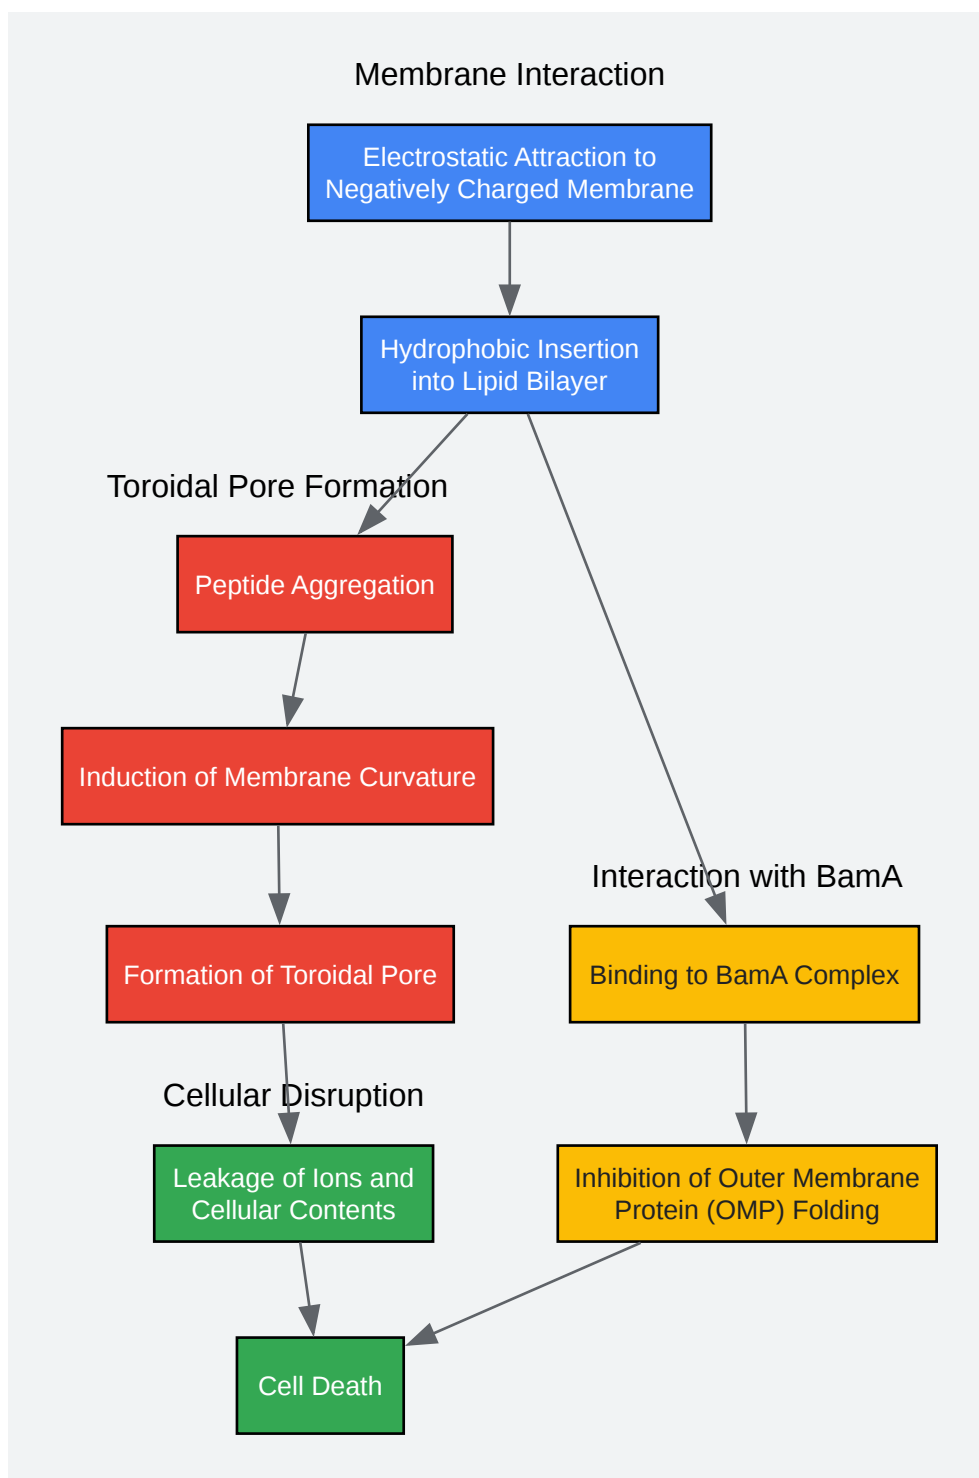 Membrane Interaction
Electrostatic Attraction to
Negatively Charged Membrane
Hydrophobic Insertion
into Lipid Bilayer
Toroidal Pore Formation
Peptide Aggregation
Induction of Membrane Curvature
Formation of Toroidal Pore
Interaction with BamA
Binding to BamA Complex
Cellular Disruption
Leakage of Ions and
Cellular Contents
Inhibition of Outer Membrane
Protein (OMP) Folding
Cell Death